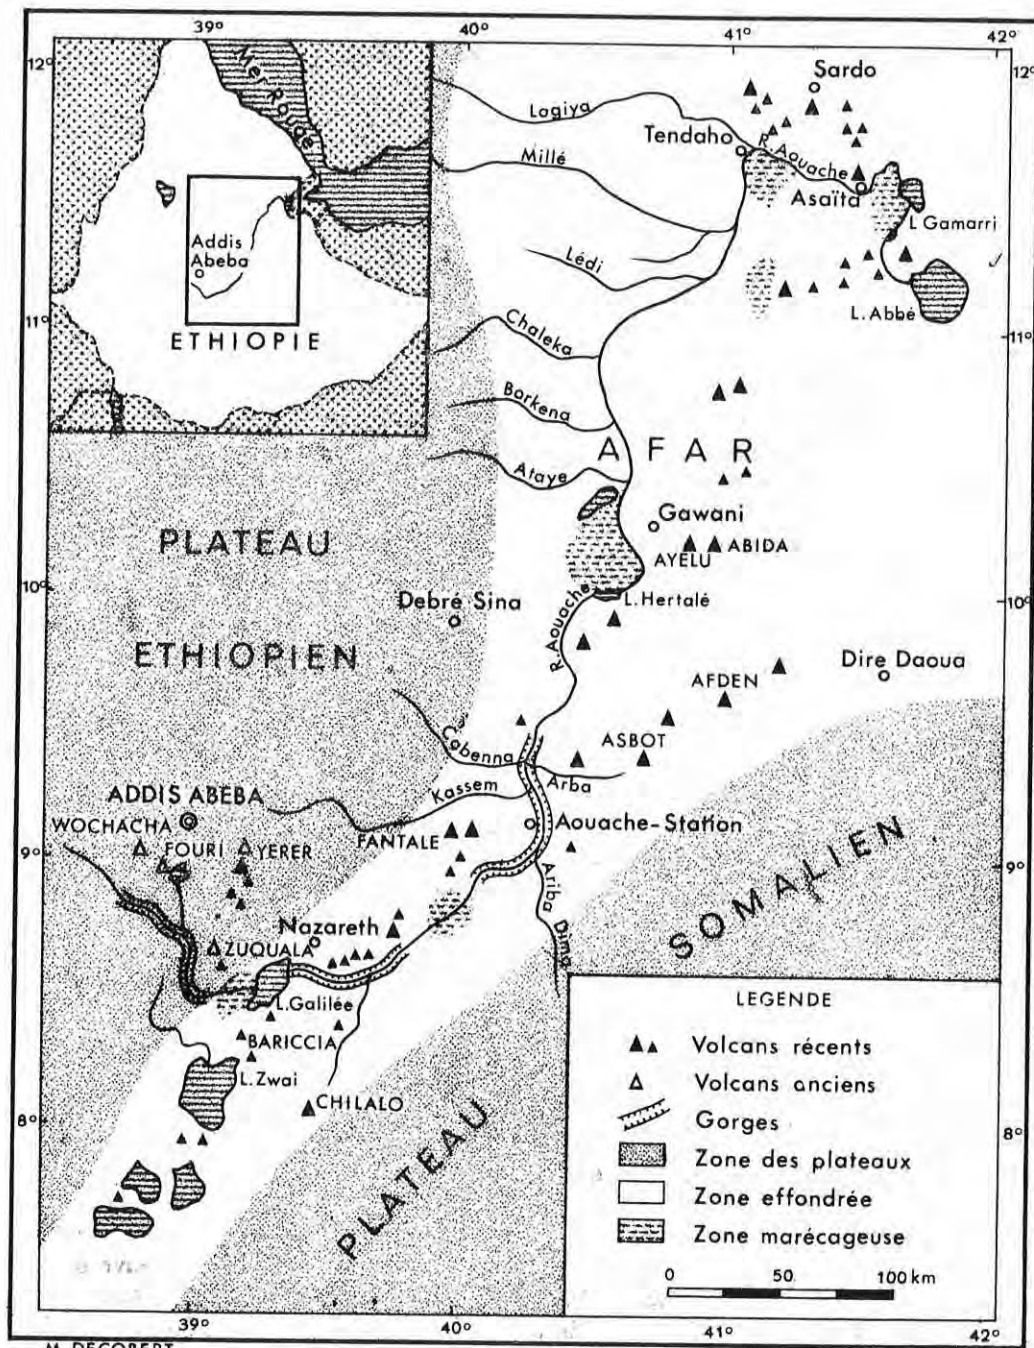 39°
40°
41°
42°
12°
12°
Mer Rouge
Addis
Abeba
ETHIOPIE
Logiya
Millé
Lédi
Chaleka
Borkena
Ataye
Sardo
Tendaho
R. Aouache
Asaïta
L Gamarri
L. Abbé
11°
11°
AFAR
Gawani
AYELU
ABIDA
L. Hertalé
R. Aouache
PLATEAU
ETHIOPIEN
Debré Sina
10°
10°
Dire Daoua
AFDEN
ASBOT
Cabenna
Arba
Kassem
Aouache-Station
FANTALE
ADDIS ABEBA
WOCHACHA
FOURI
YERER
9°
9°
Ariba
Dima
Nazareth
ZUQUALA
L. Galilée
BARICCIA
L. Zwai
CHILALO
8°
8°
PLATEAU
SOMALIEN
LEGENDE
Volcans récents
Volcans anciens
Gorges
Zone des plateaux
Zone effondrée
Zone marécageuse
0 50 100 km
39°
40°
41°
42°
M. DECOBERT